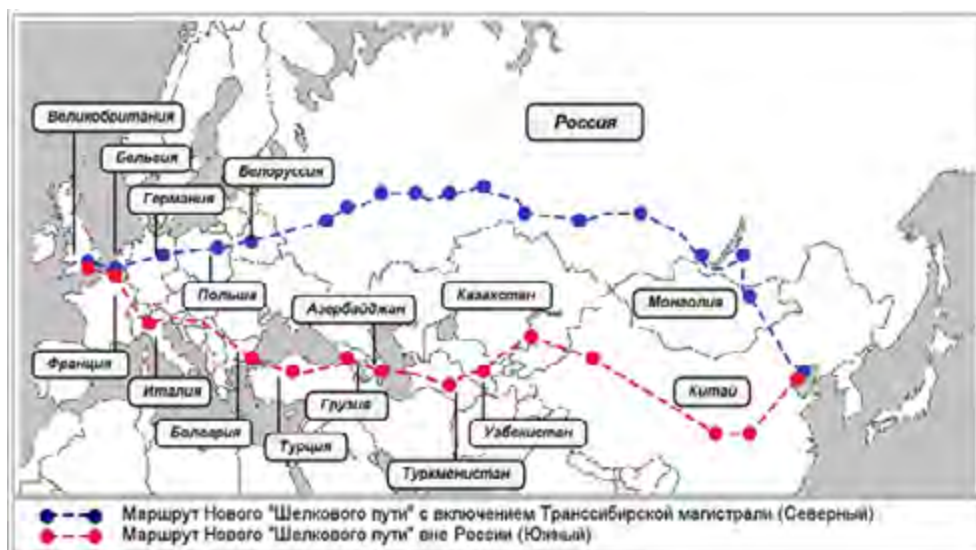 Великобритания
Россия
Бельгия
Белоруссия
Германия
Польша
Азербайджан
Казахстан
Монголия
Франция
Италия
Грузия
Китай
Болгария
Турция
Узбекистан
Туркменистан
Маршрут Нового "Шелкового пути" с включением Транссибирской магистрали (Северный)
Маршрут Нового "Шелкового пути" вне России (Южный)